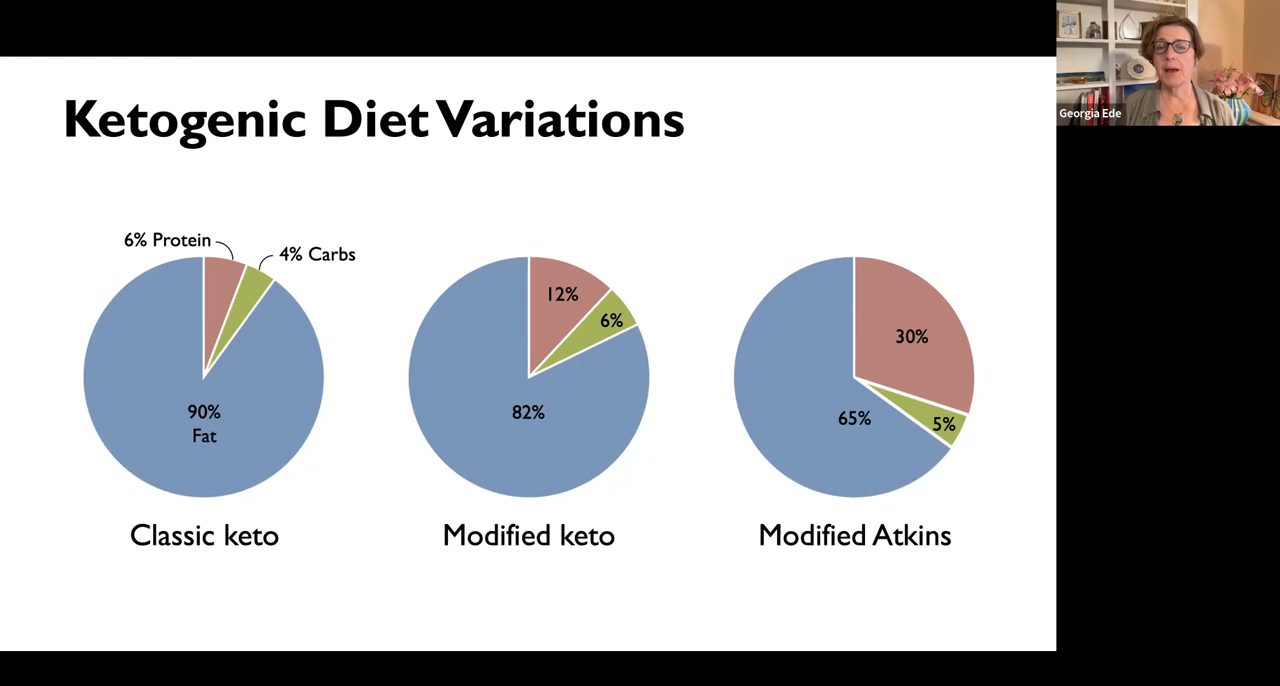 Ketogenic Diet Variations
Georgia Ede
6% Protein
4% Carbs
90%
Fat
12%
6%
82%
30%
5%
65%
Classic keto
Modified keto
Modified Atkins